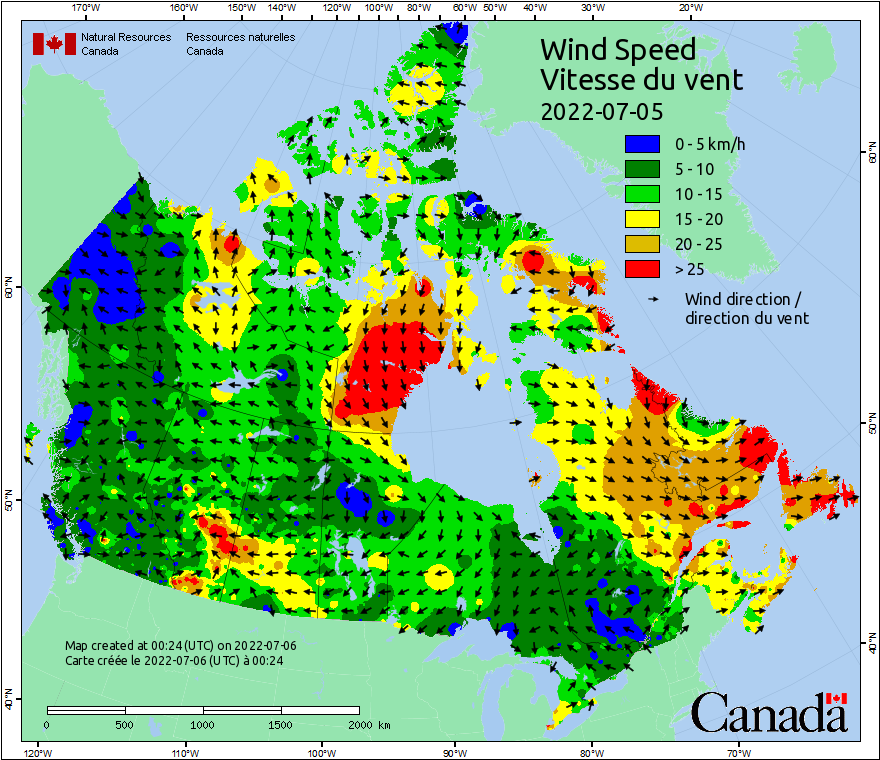 170°W 160°W 150°W 140°W 130°W 120°W 110°W 100°W 90°W 80°W 70°W 60°W 50°W 40°W 30°W 20°W
Natural Resources Canada
Ressources naturelles Canada
Wind Speed
Vitesse du vent
2022-07-05
0 - 5 km/h
5 - 10
10 - 15
15 - 20
20 - 25
> 25
Wind direction /
direction du vent
60°N
60°N
50°N
50°N
40°N
40°N
Map created at 00:24 (UTC) on 2022-07-06
Carte créée le 2022-07-06 (UTC) à 00:24
0 500 1000 1500 2000 km
Canada
120°W 110°W 100°W 90°W 80°W 70°W